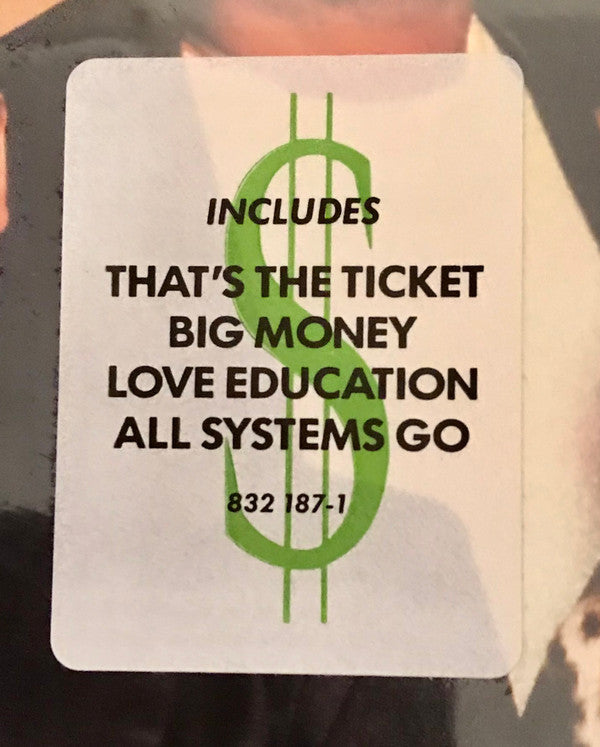 INCLUDES
THAT'S THE TICKET
BIG MONEY
LOVE EDUCATION
ALL SYSTEMS GO
832 187-1